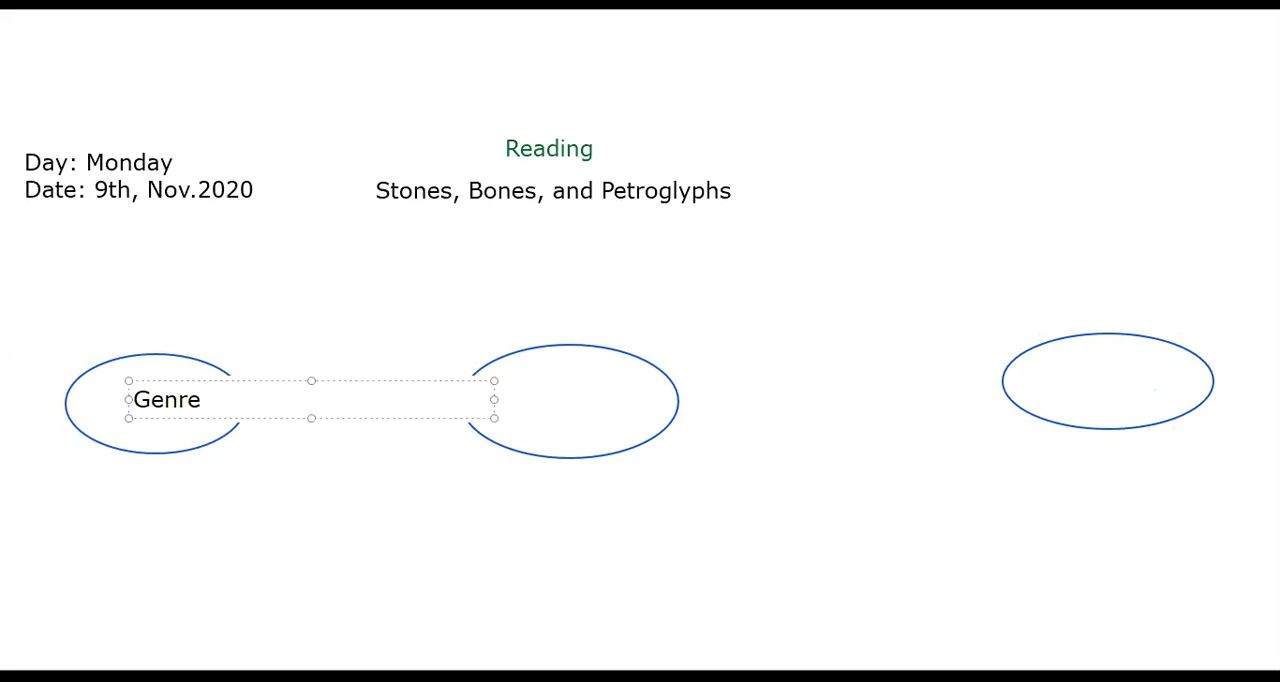 Reading
Day: Monday
Date: 9th, Nov.2020
Stones, Bones, and Petroglyphs
Genre